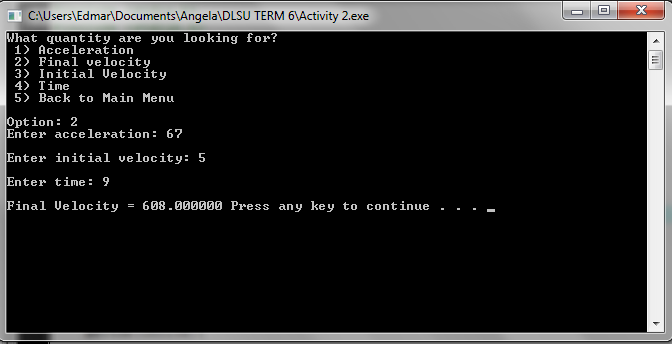 C:\Users\Edmar\Documents\Angela\DLSU TERM 6\Activity 2.exe
What quantity are you looking for?
1) Acceleration
2) Final velocity
3) Initial Velocity
4) Time
5) Back to Main Menu
Option: 2
Enter acceleration: 67
Enter initial velocity: 5
Enter time: 9
Final Velocity = 608.000000 Press any key to continue . . . _